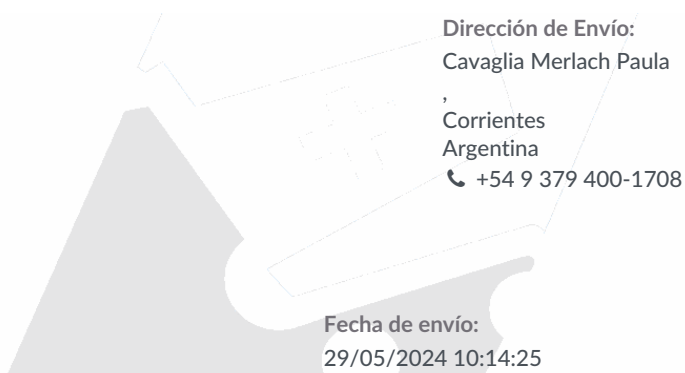 Dirección de Envío:
Cavaglia Merlach Paula
,
Corrientes
Argentina
+54 9 379 400-1708
Fecha de envío:
29/05/2024 10:14:25